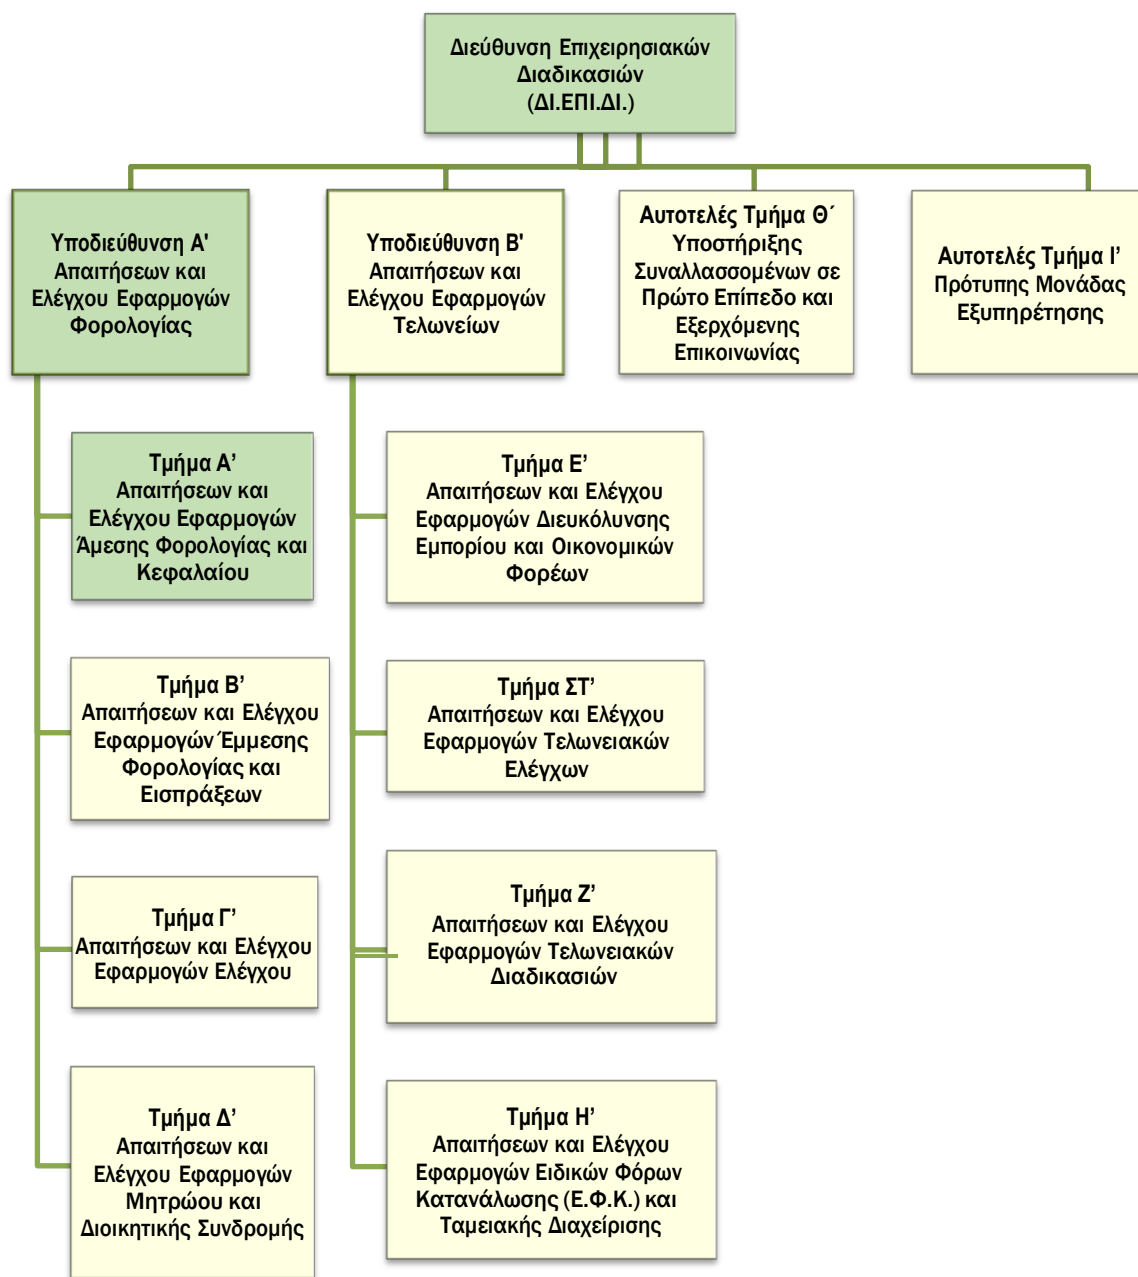 Διεύθυνση Επιχειρησιακών
Διαδικασιών
(ΔΙ.ΕΠΙ.ΔΙ.)
Υποδιεύθυνση Α'
Απαιτήσεων και
Ελέγχου Εφαρμογών
Φορολογίας
Υποδιεύθυνση Β'
Απαιτήσεων και
Ελέγχου Εφαρμογών
Τελωνείων
Αυτοτελές Τμήμα Θ΄
Υποστήριξης
Συναλλασσομένων σε
Πρώτο Επίπεδο και
Εξερχόμενης
Επικοινωνίας
Αυτοτελές Τμήμα Ι’
Πρότυπης Μονάδας
Εξυπηρέτησης
Τμήμα Α’
Απαιτήσεων και
Ελέγχου Εφαρμογών
Άμεσης Φορολογίας και
Κεφαλαίου
Τμήμα Β’
Απαιτήσεων και Ελέγχου
Εφαρμογών Έμμεσης
Φορολογίας και
Εισπράξεων
Τμήμα Γ’
Απαιτήσεων και Ελέγχου
Εφαρμογών Ελέγχου
Τμήμα Δ’
Απαιτήσεων και
Ελέγχου Εφαρμογών
Μητρώου και
Διοικητικής Συνδρομής
Τμήμα Ε’
Απαιτήσεων και Ελέγχου
Εφαρμογών Διευκόλυνσης
Εμπορίου και Οικονομικών
Φορέων
Τμήμα ΣΤ’
Απαιτήσεων και Ελέγχου
Εφαρμογών Τελωνειακών
Ελέγχων
Τμήμα Ζ’
Απαιτήσεων και Ελέγχου
Εφαρμογών Τελωνειακών
Διαδικασιών
Τμήμα Η’
Απαιτήσεων και Ελέγχου
Εφαρμογών Ειδικών Φόρων
Κατανάλωσης (Ε.Φ.Κ.) και
Ταμειακής Διαχείρισης